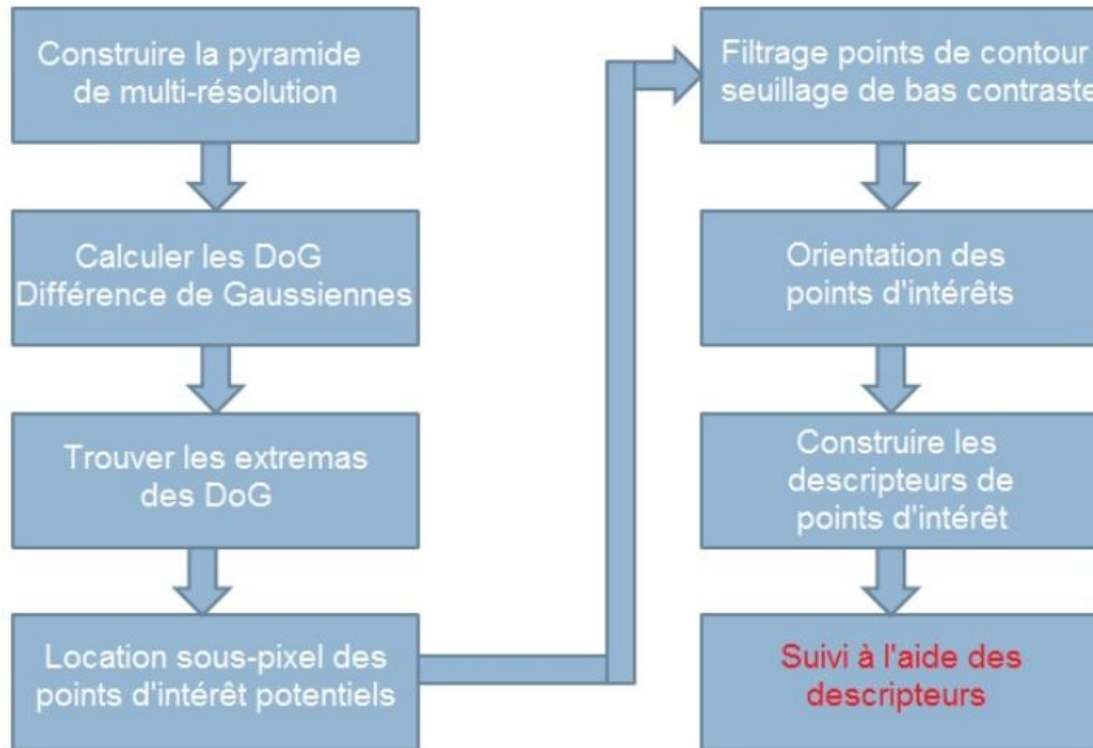 Construire la pyramide
de multi-résolution
Calculer les DoG
Différence de Gaussiennes
Trouver les extremas
des DoG
Location sous-pixel des
points d'intérêt potentiels
Filtrage points de contour
seuillage de bas contraste
Orientation des
points d'intérêts
Construire les
descripteurs de
points d'intérêt
Suivi à l'aide des
descripteurs